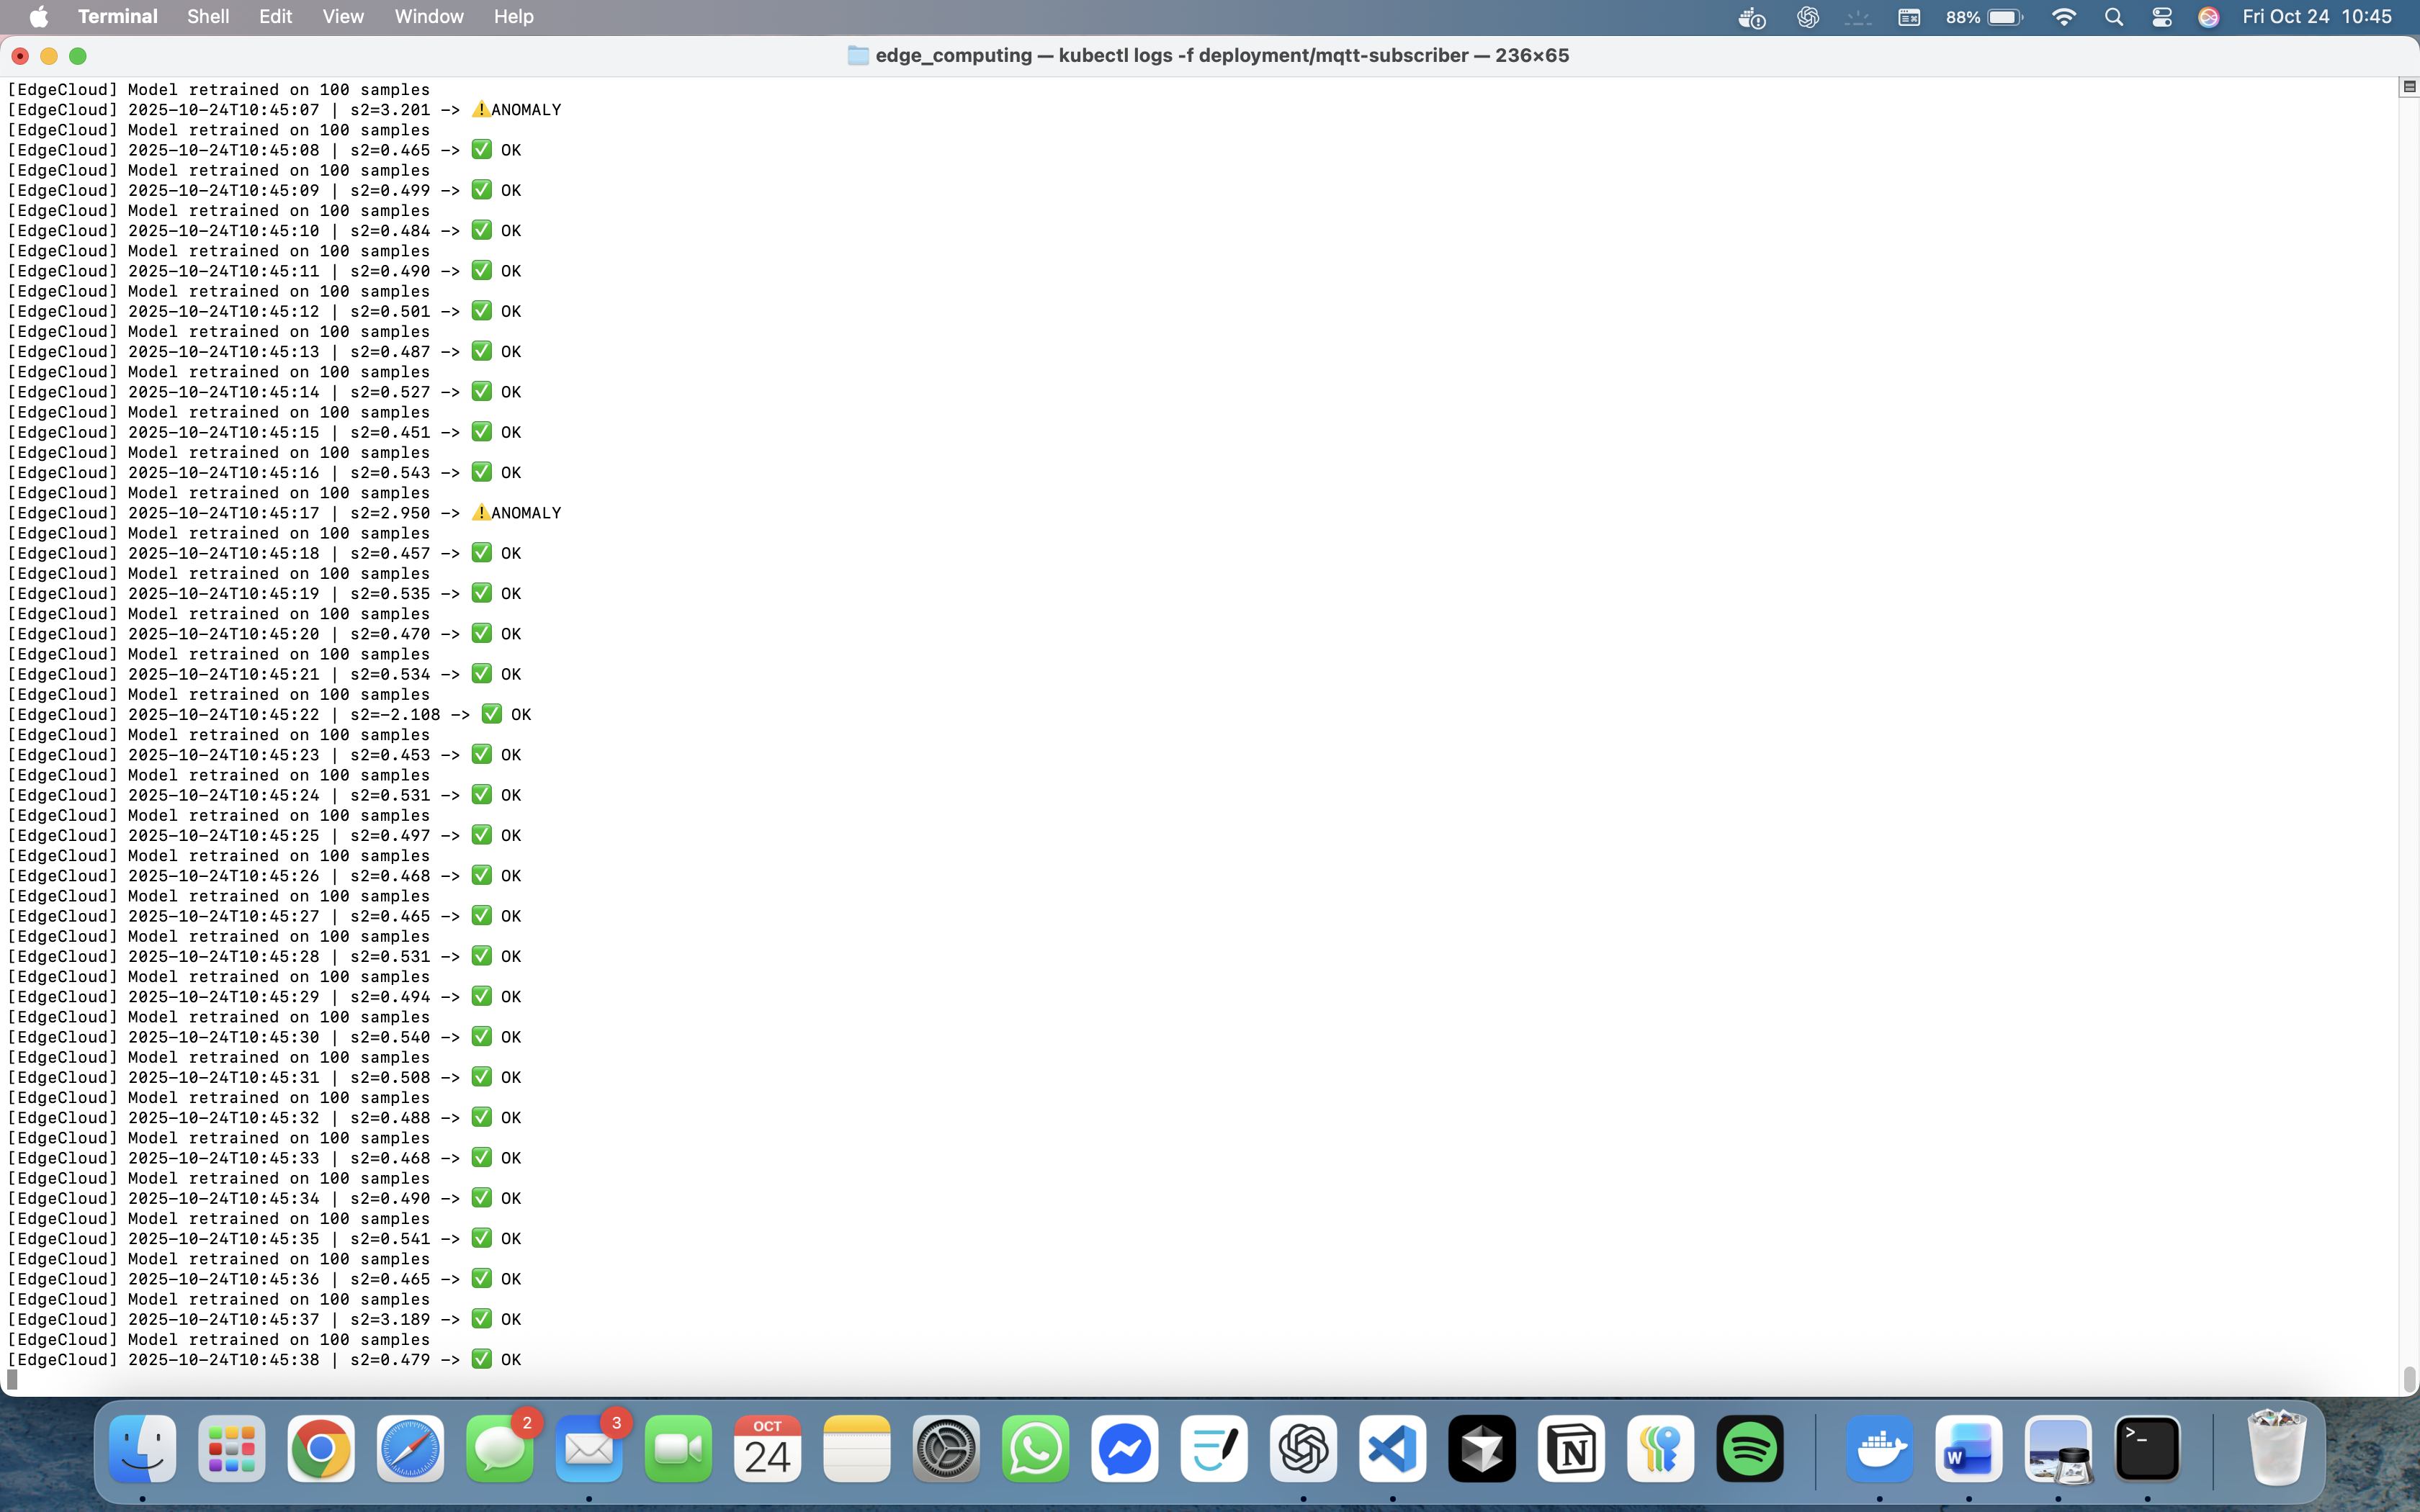 Terminal Shell Edit View Window Help 88% Fri Oct 24 10:45
edge_computing — kubectl logs -f deployment/mqtt-subscriber — 236×65
[EdgeCloud] Model retrained on 100 samples
[EdgeCloud] 2025-10-24T10:45:07 | s2=3.201 -> ⚠️ANOMALY
[EdgeCloud] Model retrained on 100 samples
[EdgeCloud] 2025-10-24T10:45:08 | s2=0.465 -> ✅ OK
[EdgeCloud] Model retrained on 100 samples
[EdgeCloud] 2025-10-24T10:45:09 | s2=0.499 -> ✅ OK
[EdgeCloud] Model retrained on 100 samples
[EdgeCloud] 2025-10-24T10:45:10 | s2=0.484 -> ✅ OK
[EdgeCloud] Model retrained on 100 samples
[EdgeCloud] 2025-10-24T10:45:11 | s2=0.490 -> ✅ OK
[EdgeCloud] Model retrained on 100 samples
[EdgeCloud] 2025-10-24T10:45:12 | s2=0.501 -> ✅ OK
[EdgeCloud] Model retrained on 100 samples
[EdgeCloud] 2025-10-24T10:45:13 | s2=0.487 -> ✅ OK
[EdgeCloud] Model retrained on 100 samples
[EdgeCloud] 2025-10-24T10:45:14 | s2=0.527 -> ✅ OK
[EdgeCloud] Model retrained on 100 samples
[EdgeCloud] 2025-10-24T10:45:15 | s2=0.451 -> ✅ OK
[EdgeCloud] Model retrained on 100 samples
[EdgeCloud] 2025-10-24T10:45:16 | s2=0.543 -> ✅ OK
[EdgeCloud] Model retrained on 100 samples
[EdgeCloud] 2025-10-24T10:45:17 | s2=2.950 -> ⚠️ANOMALY
[EdgeCloud] Model retrained on 100 samples
[EdgeCloud] 2025-10-24T10:45:18 | s2=0.457 -> ✅ OK
[EdgeCloud] Model retrained on 100 samples
[EdgeCloud] 2025-10-24T10:45:19 | s2=0.535 -> ✅ OK
[EdgeCloud] Model retrained on 100 samples
[EdgeCloud] 2025-10-24T10:45:20 | s2=0.470 -> ✅ OK
[EdgeCloud] Model retrained on 100 samples
[EdgeCloud] 2025-10-24T10:45:21 | s2=0.534 -> ✅ OK
[EdgeCloud] Model retrained on 100 samples
[EdgeCloud] 2025-10-24T10:45:22 | s2=-2.108 -> ✅ OK
[EdgeCloud] Model retrained on 100 samples
[EdgeCloud] 2025-10-24T10:45:23 | s2=0.453 -> ✅ OK
[EdgeCloud] Model retrained on 100 samples
[EdgeCloud] 2025-10-24T10:45:24 | s2=0.531 -> ✅ OK
[EdgeCloud] Model retrained on 100 samples
[EdgeCloud] 2025-10-24T10:45:25 | s2=0.497 -> ✅ OK
[EdgeCloud] Model retrained on 100 samples
[EdgeCloud] 2025-10-24T10:45:26 | s2=0.468 -> ✅ OK
[EdgeCloud] Model retrained on 100 samples
[EdgeCloud] 2025-10-24T10:45:27 | s2=0.465 -> ✅ OK
[EdgeCloud] Model retrained on 100 samples
[EdgeCloud] 2025-10-24T10:45:28 | s2=0.531 -> ✅ OK
[EdgeCloud] Model retrained on 100 samples
[EdgeCloud] 2025-10-24T10:45:29 | s2=0.494 -> ✅ OK
[EdgeCloud] Model retrained on 100 samples
[EdgeCloud] 2025-10-24T10:45:30 | s2=0.540 -> ✅ OK
[EdgeCloud] Model retrained on 100 samples
[EdgeCloud] 2025-10-24T10:45:31 | s2=0.508 -> ✅ OK
[EdgeCloud] Model retrained on 100 samples
[EdgeCloud] 2025-10-24T10:45:32 | s2=0.488 -> ✅ OK
[EdgeCloud] Model retrained on 100 samples
[EdgeCloud] 2025-10-24T10:45:33 | s2=0.468 -> ✅ OK
[EdgeCloud] Model retrained on 100 samples
[EdgeCloud] 2025-10-24T10:45:34 | s2=0.490 -> ✅ OK
[EdgeCloud] Model retrained on 100 samples
[EdgeCloud] 2025-10-24T10:45:35 | s2=0.541 -> ✅ OK
[EdgeCloud] Model retrained on 100 samples
[EdgeCloud] 2025-10-24T10:45:36 | s2=0.465 -> ✅ OK
[EdgeCloud] Model retrained on 100 samples
[EdgeCloud] 2025-10-24T10:45:37 | s2=3.189 -> ✅ OK
[EdgeCloud] Model retrained on 100 samples
[EdgeCloud] 2025-10-24T10:45:38 | s2=0.479 -> ✅ OK
2
3
OCT
24
N
W
>_